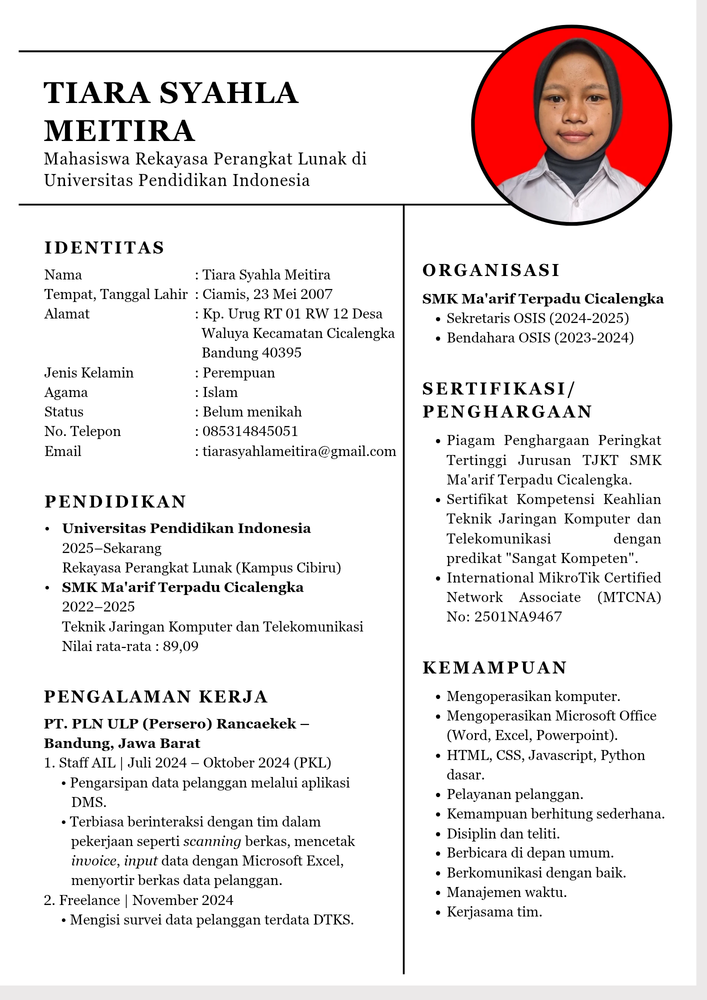 TIARA SYAHLA
MEITIRA
Mahasiswa Rekayasa Perangkat Lunak di
Universitas Pendidikan Indonesia
IDENTITAS
Nama : Tiara Syahla Meitira
Tempat, Tanggal Lahir : Ciamis, 23 Mei 2007
Alamat : Kp. Urug RT 01 RW 12 Desa
Waluya Kecamatan Cicalengka
Bandung 40395
Jenis Kelamin : Perempuan
Agama : Islam
Status : Belum menikah
No. Telepon : 085314845051
Email : tiarasyahlameitira@gmail.com
PENDIDIKAN
• Universitas Pendidikan Indonesia
2025–Sekarang
Rekayasa Perangkat Lunak (Kampus Cibiru)
• SMK Ma'arif Terpadu Cicalengka
2022–2025
Teknik Jaringan Komputer dan Telekomunikasi
Nilai rata-rata : 89,09
PENGALAMAN KERJA
PT. PLN ULP (Persero) Rancaekek –
Bandung, Jawa Barat
1. Staff AIL | Juli 2024 – Oktober 2024 (PKL)
• Pengarsipan data pelanggan melalui aplikasi
DMS.
• Terbiasa berinteraksi dengan tim dalam
pekerjaan seperti scanning berkas, mencetak
invoice, input data dengan Microsoft Excel,
menyortir berkas data pelanggan.
2. Freelance | November 2024
• Mengisi survei data pelanggan terdata DTKS.
ORGANISASI
SMK Ma'arif Terpadu Cicalengka
• Sekretaris OSIS (2024-2025)
• Bendahara OSIS (2023-2024)
SERTIFIKASI/
PENGHARGAAN
• Piagam Penghargaan Peringkat
Tertinggi Jurusan TJKT SMK
Ma'arif Terpadu Cicalengka.
• Sertifikat Kompetensi Keahlian
Teknik Jaringan Komputer dan
Telekomunikasi dengan
predikat "Sangat Kompeten".
• International MikroTik Certified
Network Associate (MTCNA)
No: 2501NA9467
KEMAMPUAN
• Mengoperasikan komputer.
• Mengoperasikan Microsoft Office
(Word, Excel, Powerpoint).
• HTML, CSS, Javascript, Python
dasar.
• Pelayanan pelanggan.
• Kemampuan berhitung sederhana.
• Disiplin dan teliti.
• Berbicara di depan umum.
• Berkomunikasi dengan baik.
• Manajemen waktu.
• Kerjasama tim.